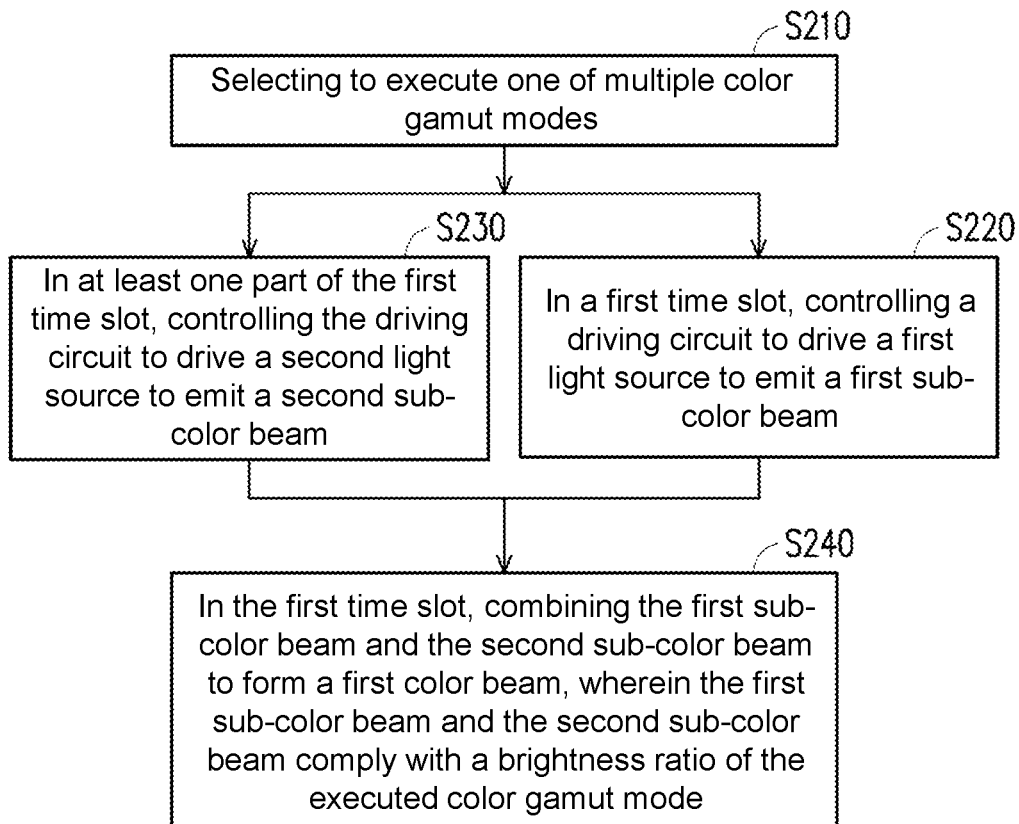 S210
Selecting to execute one of multiple color
gamut modes
S230
In at least one part of the first
time slot, controlling the driving
circuit to drive a second light
source to emit a second sub-
color beam
S220
In a first time slot, controlling a
driving circuit to drive a first
light source to emit a first sub-
color beam
S240
In the first time slot, combining the first sub-
color beam and the second sub-color beam
to form a first color beam, wherein the first
sub-color beam and the second sub-color
beam comply with a brightness ratio of the
executed color gamut mode